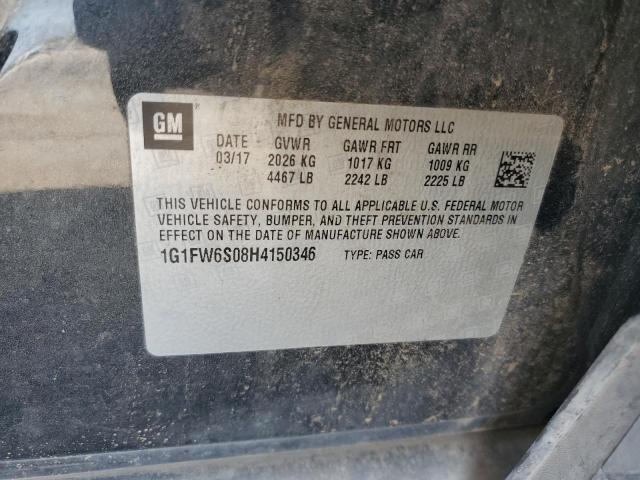 GM
MFD BY GENERAL MOTORS LLC
DATE GVWR GAWR FRT GAWR RR
03/17 2026 KG 1017 KG 1009 KG
4467 LB 2242 LB 2225 LB
THIS VEHICLE CONFORMS TO ALL APPLICABLE U.S. FEDERAL MOTOR
VEHICLE SAFETY, BUMPER, AND THEFT PREVENTION STANDARDS IN
EFFECT ON THE DATE OF MANUFACTURE SHOWN ABOVE.
1G1FW6S08H4150346 TYPE: PASS CAR